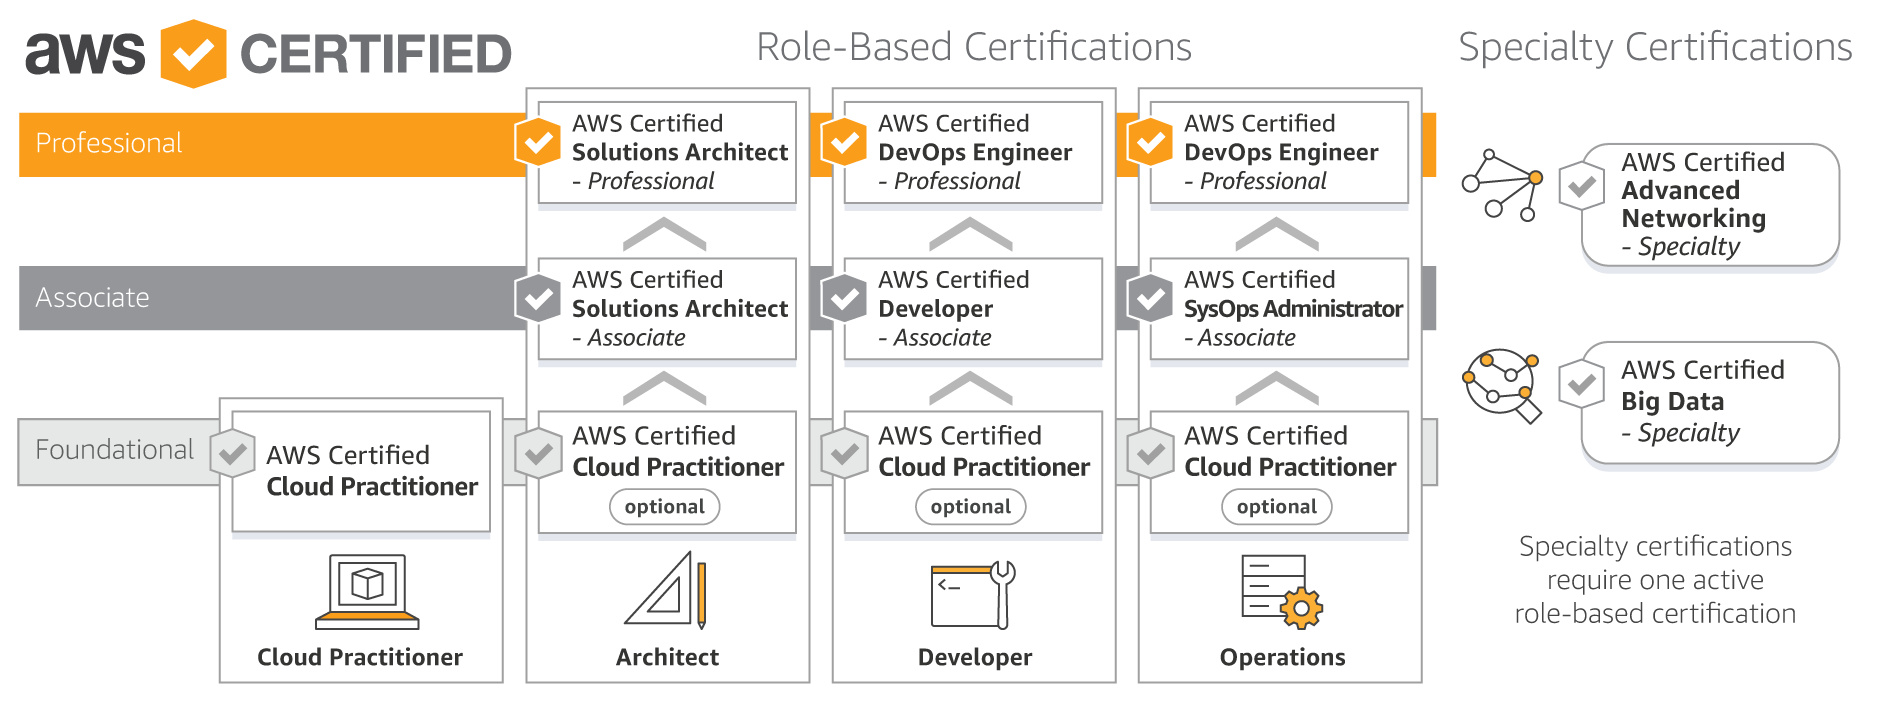 aws CERTIFIED
Role-Based Certifications
Specialty Certifications
Professional
AWS Certified
Solutions Architect
- Professional
AWS Certified
DevOps Engineer
- Professional
AWS Certified
DevOps Engineer
- Professional
AWS Certified
Advanced
Networking
- Specialty
Associate
AWS Certified
Solutions Architect
- Associate
AWS Certified
Developer
- Associate
AWS Certified
SysOps Administrator
- Associate
AWS Certified
Big Data
- Specialty
Foundational
AWS Certified
Cloud Practitioner
AWS Certified
Cloud Practitioner
optional
AWS Certified
Cloud Practitioner
optional
AWS Certified
Cloud Practitioner
optional
Specialty certifications
require one active
role-based certification
Cloud Practitioner
Architect
Developer
Operations